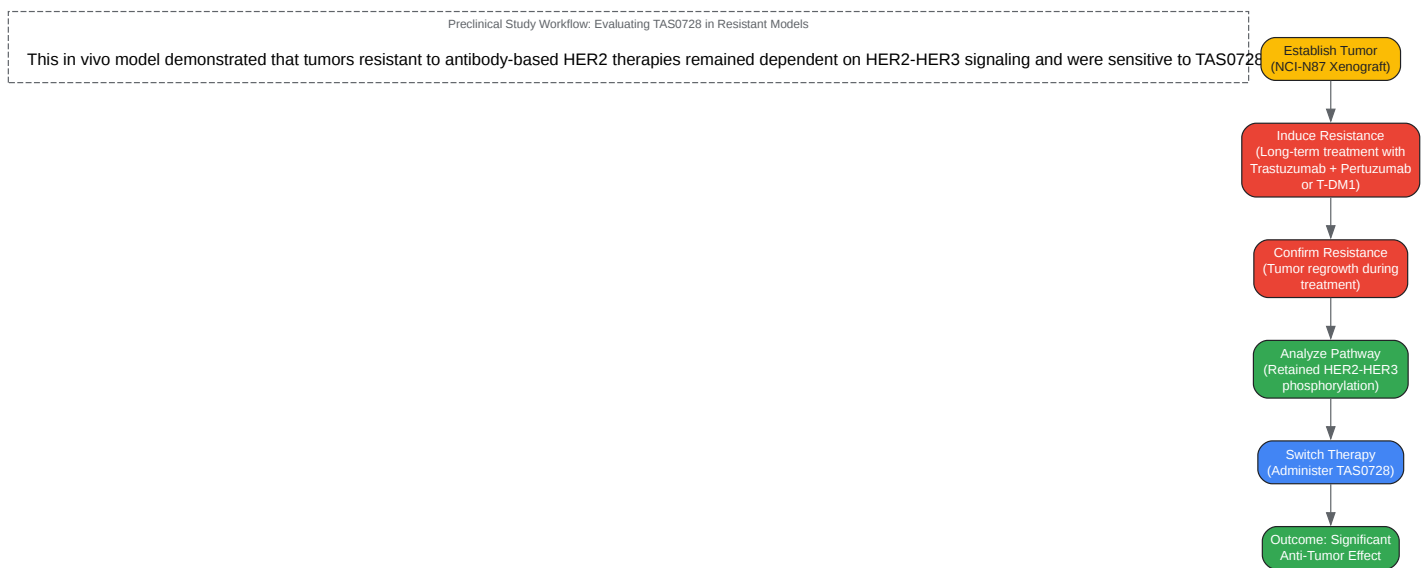 Preclinical Study Workflow: Evaluating TAS0728 in Resistant Models
This in vivo model demonstrated that tumors resistant to antibody-based HER2 therapies remained dependent on HER2-HER3 signaling and were sensitive to TAS0728
Establish Tumor
(NCI-N87 Xenograft)
Induce Resistance
(Long-term treatment with
Trastuzumab + Pertuzumab
or T-DM1)
Confirm Resistance
(Tumor regrowth during
treatment)
Analyze Pathway
(Retained HER2-HER3
phosphorylation)
Switch Therapy
(Administer TAS0728)
Outcome: Significant
Anti-Tumor Effect